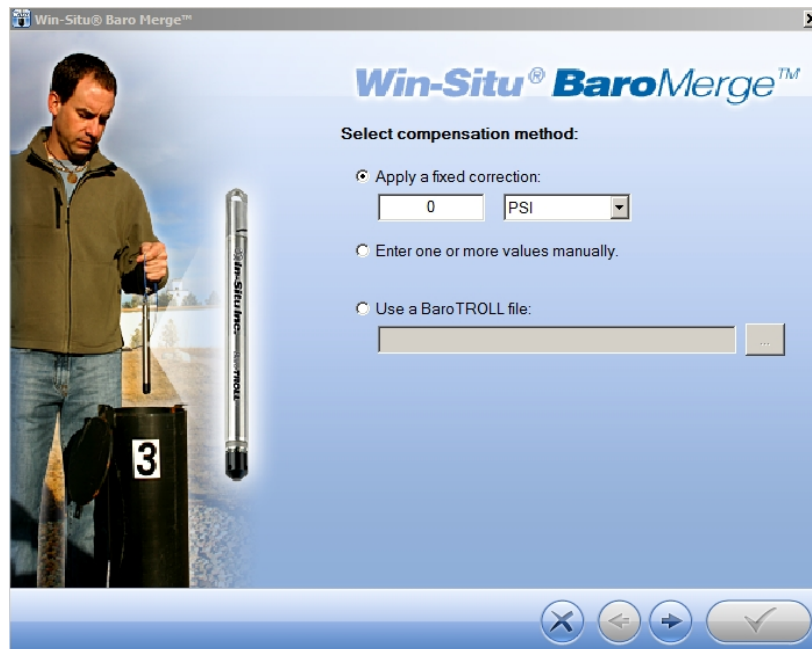 Win-Situ® Baro Merge™
Win-Situ® BaroMerge™
Select compensation method:
Apply a fixed correction:
0 PSI
Enter one or more values manually.
Use a BaroTROLL file:
...
In-Situ Inc. BaroTROLL
3